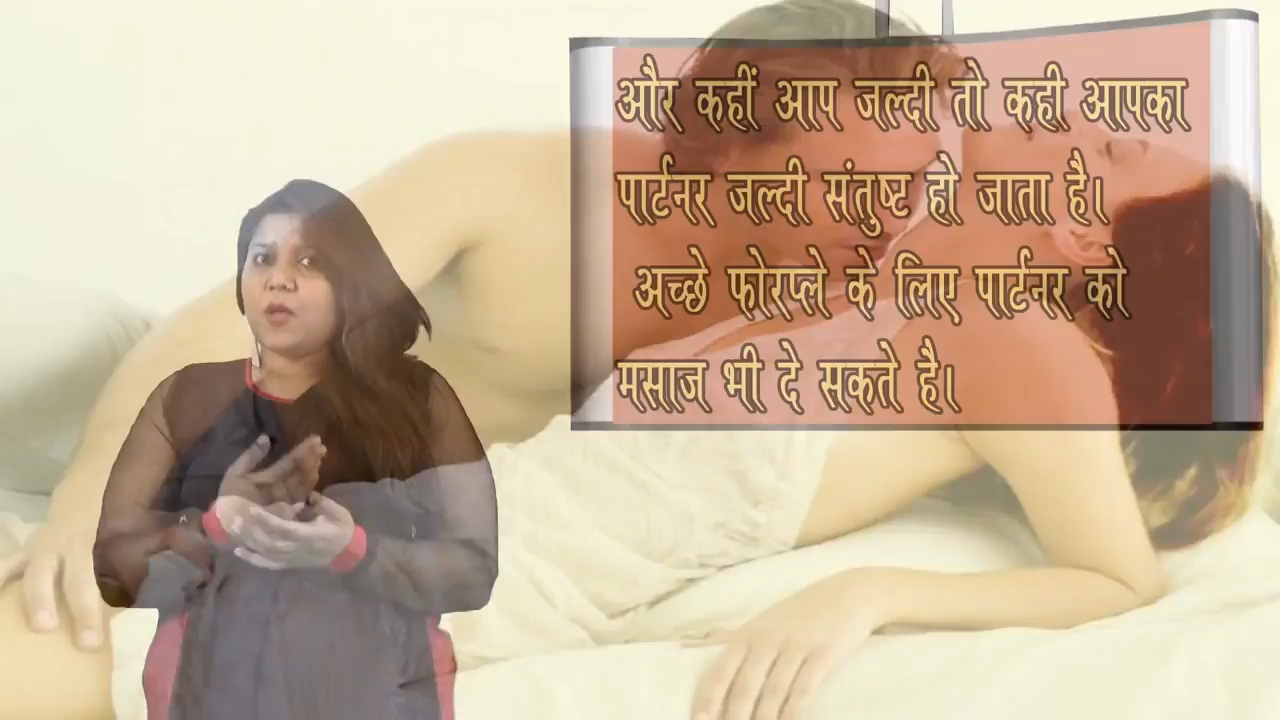 और कहीं आप जल्दी तो कही आपका
पार्टनर जल्दी संतुष्ट हो जाता है।
अच्छे फोरप्ले के लिए पार्टनर को
मसाज भी दे सकते है।